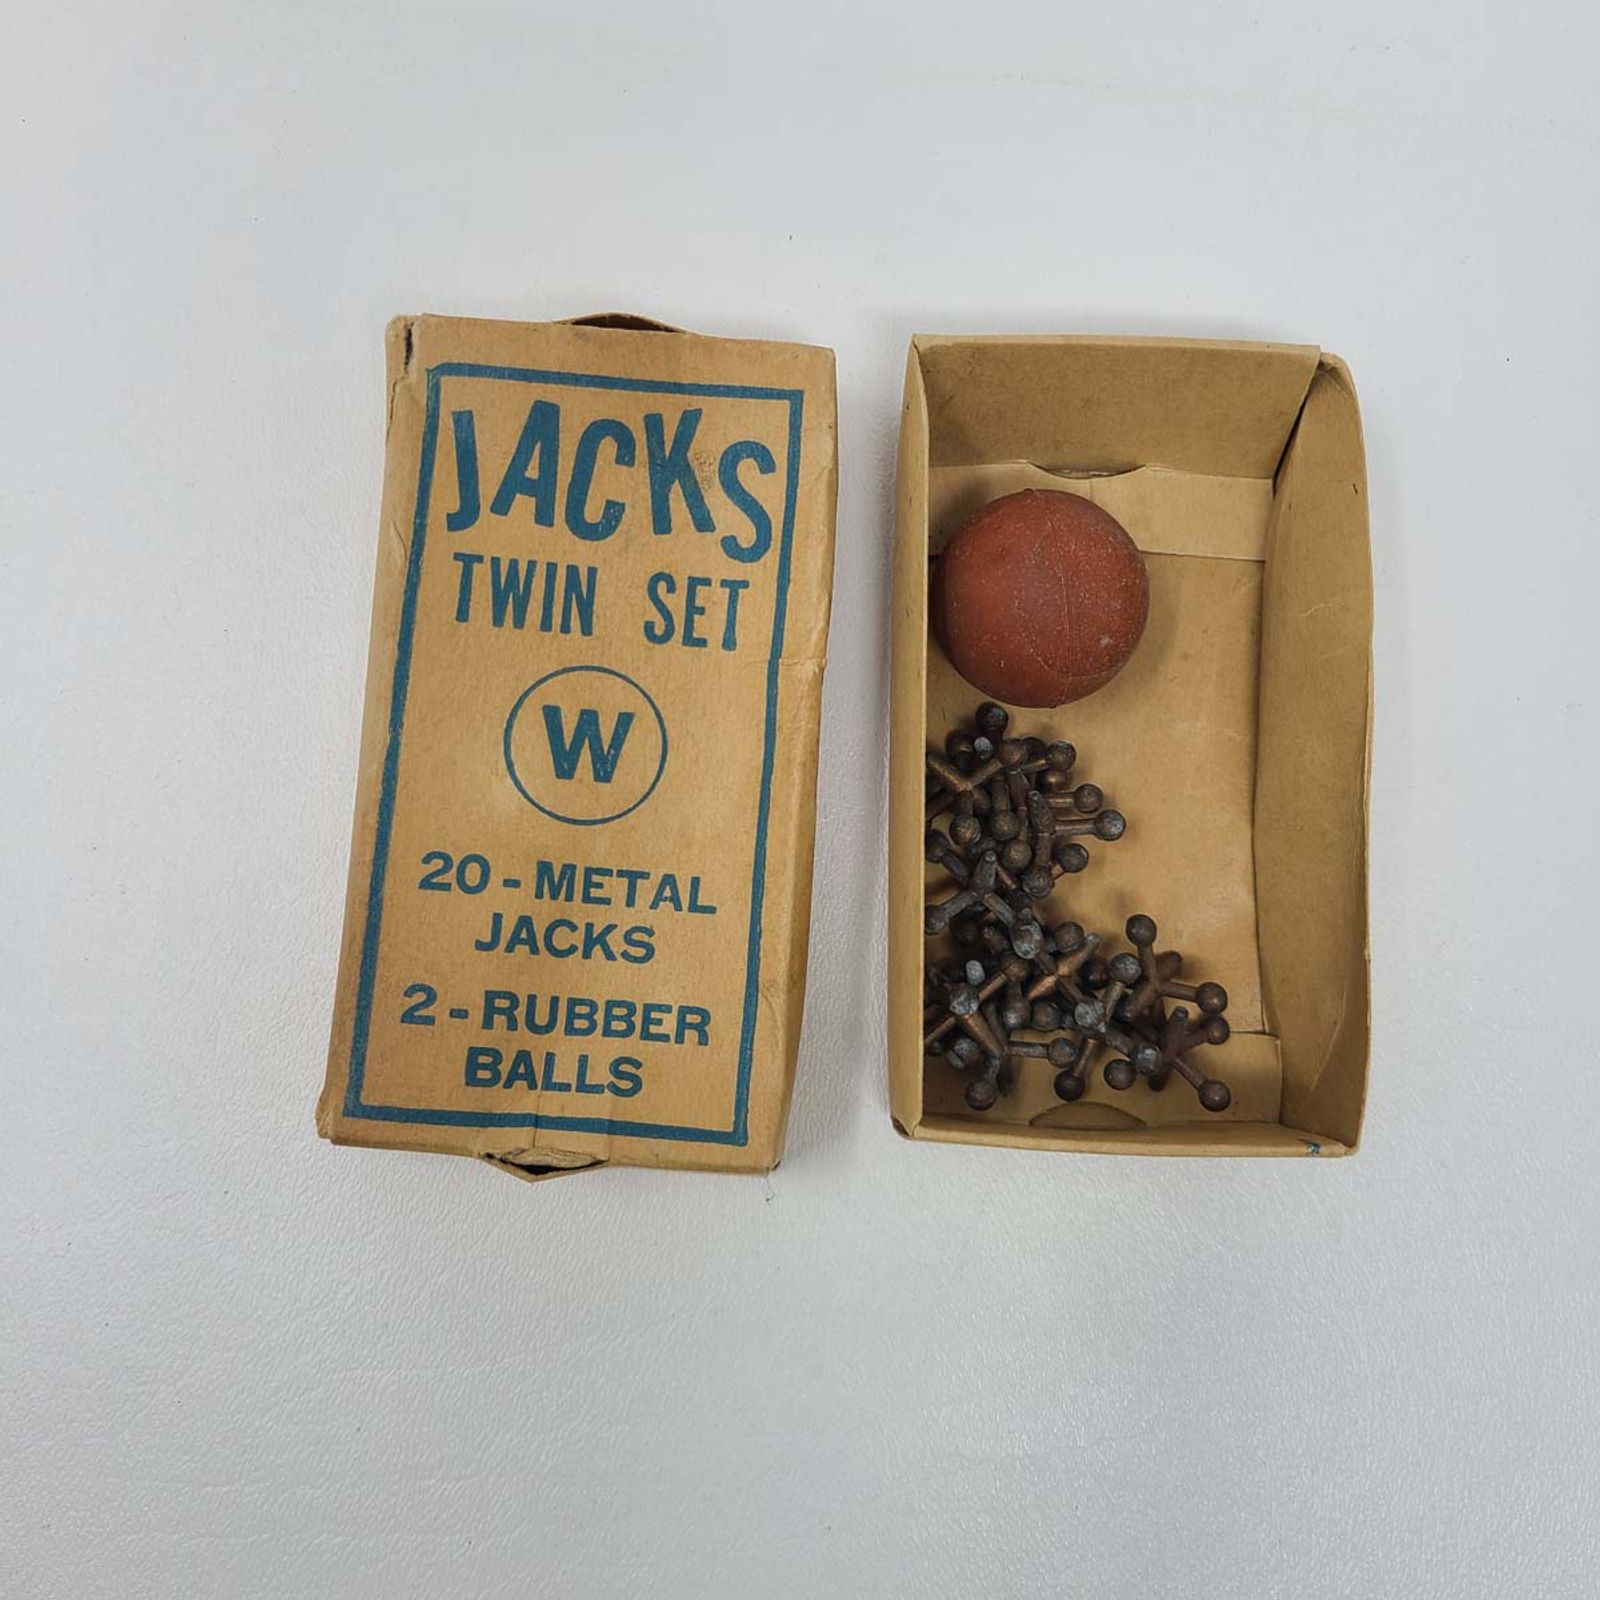 JACKS
TWIN SET
W
20-METAL
JACKS
2-RUBBER
BALLS